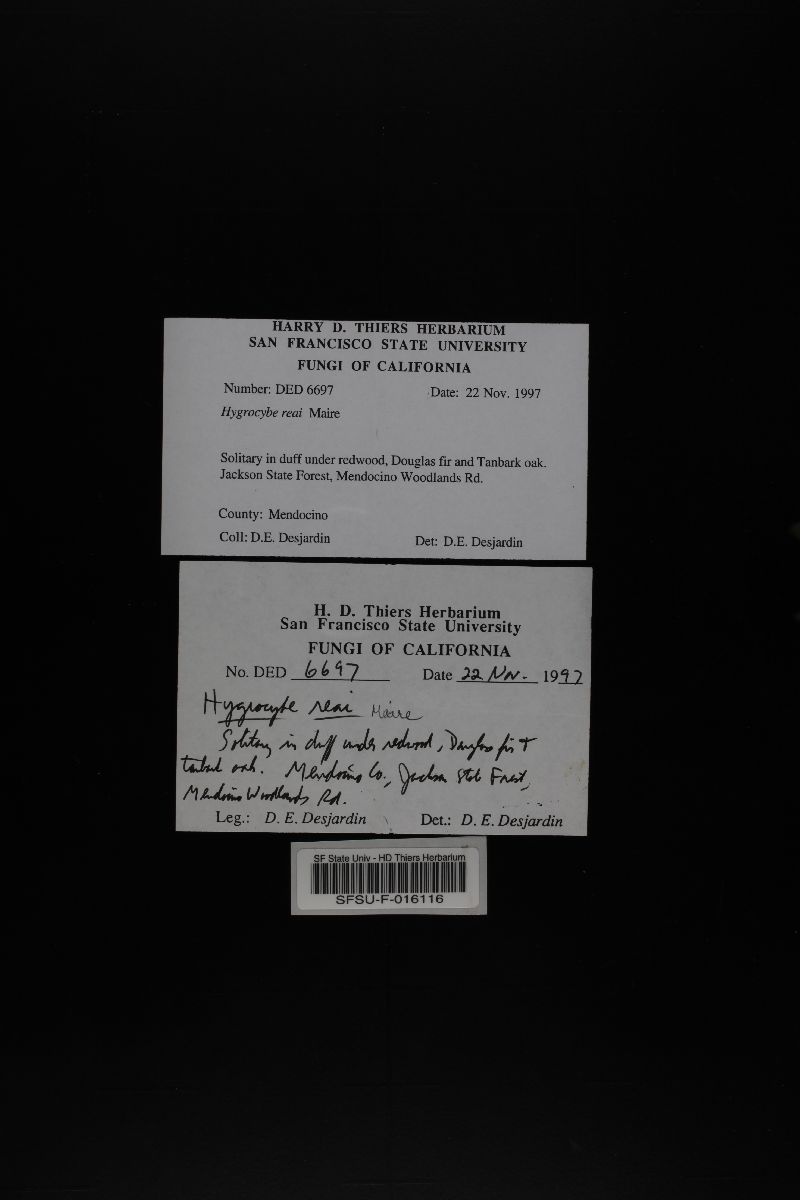 HARRY D. THIERS HERBARIUM
SAN FRANCISCO STATE UNIVERSITY
FUNGI OF CALIFORNIA
Number: DED 6697 Date: 22 Nov. 1997
Hygrocybe reai Maire
Solitary in duff under redwood, Douglas fir and Tanbark oak.
Jackson State Forest, Mendocino Woodlands Rd.
County: Mendocino
Coll: D.E. Desjardin Det: D.E. Desjardin
H. D. Thiers Herbarium
San Francisco State University
FUNGI OF CALIFORNIA
No. DED 6697 Date 22 Nov. 1997
Hygrocybe reai Maire
Solitary in duff under redwood, Douglas fir +
tanbark oak. Mendocino Co., Jackson State Forest,
Mendocino Woodlands Rd.
Leg.: D. E. Desjardin Det.: D. E. Desjardin
SF State Univ - HD Thiers Herbarium
SFSU-F-016116